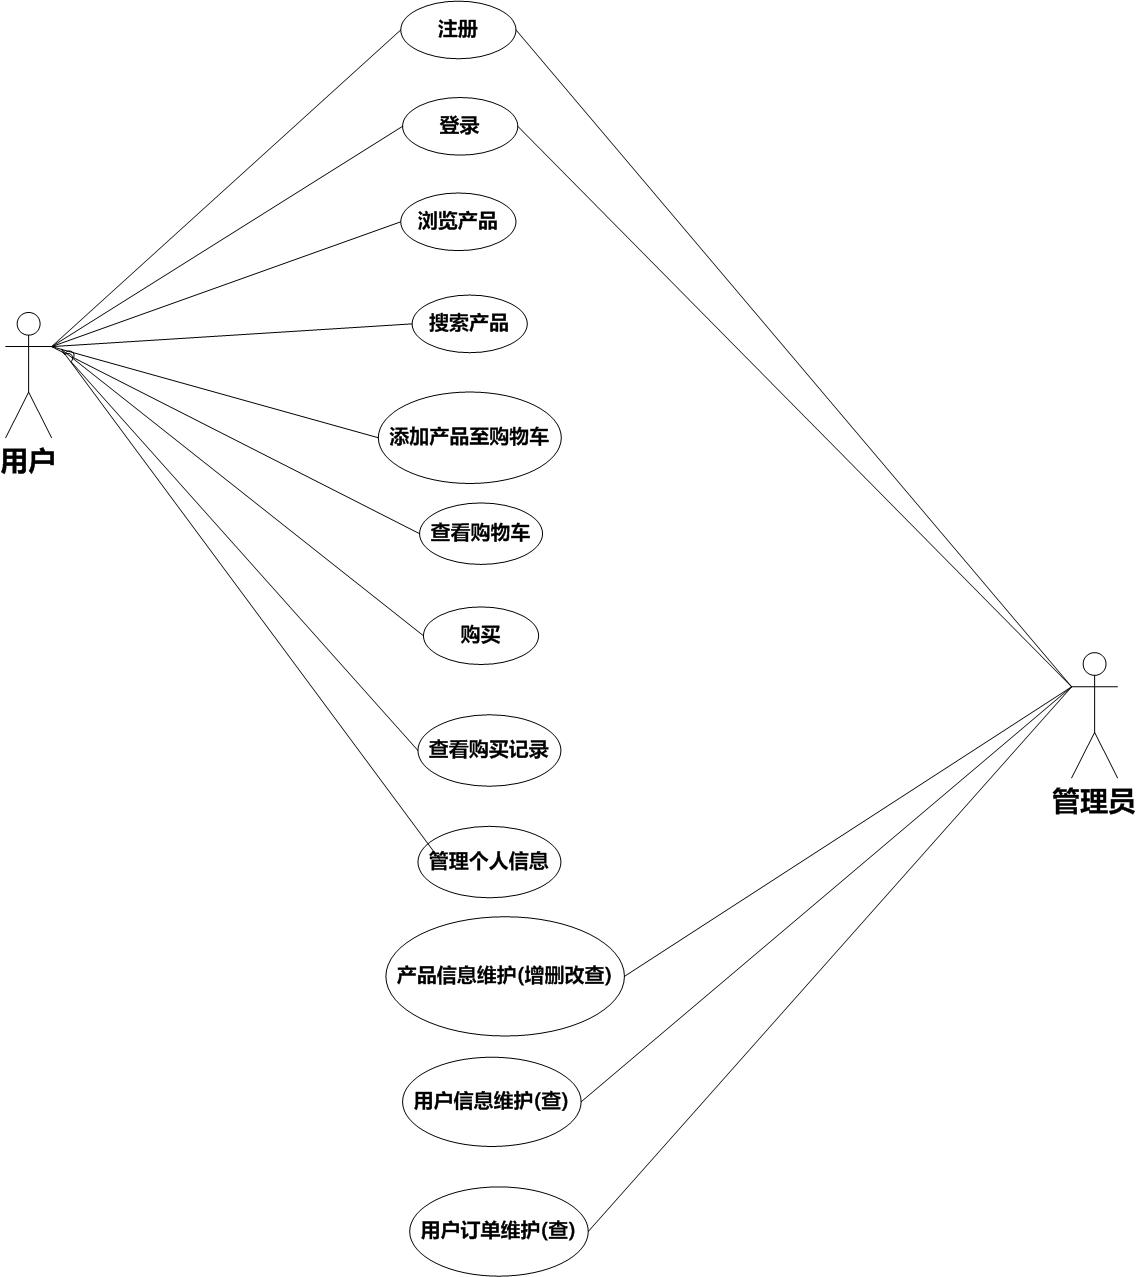 注册
登录
浏览产品
搜索产品
添加产品至购物车
用户
查看购物车
购买
查看购买记录
管理员
管理个人信息
产品信息维护(增删改查)
用户信息维护(查)
用户订单维护(查)